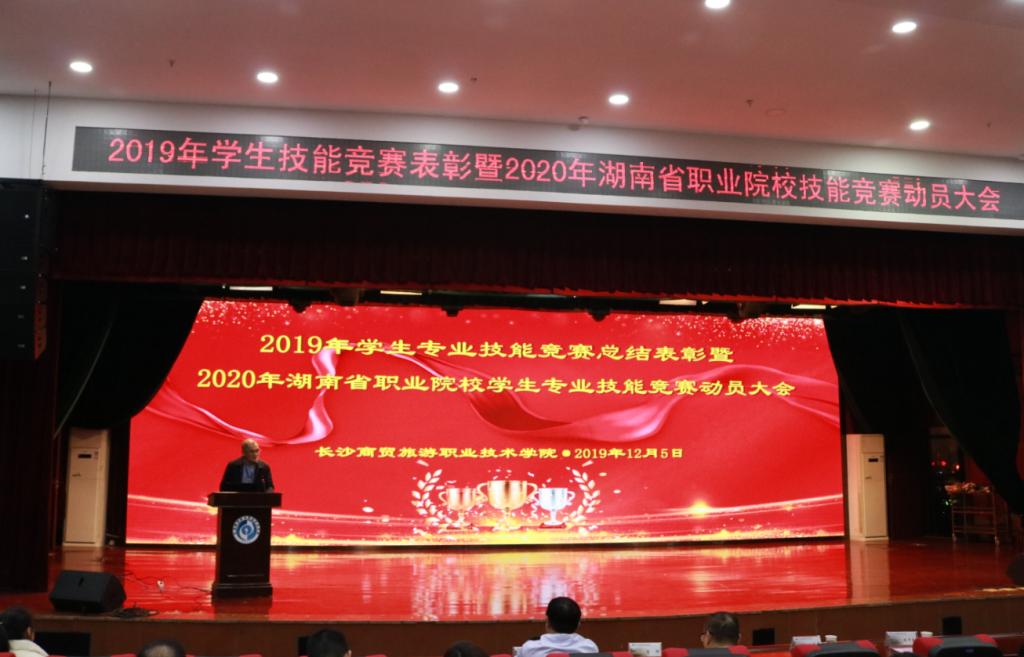 2019年学生技能竞赛表彰暨2020年湖南省职业院校技能竞赛动员大会
2019年学生专业技能竞赛总结表彰暨
2020年湖南省职业院校学生专业技能竞赛动员大会
长沙商贸旅游职业技术学院●2019年12月5日